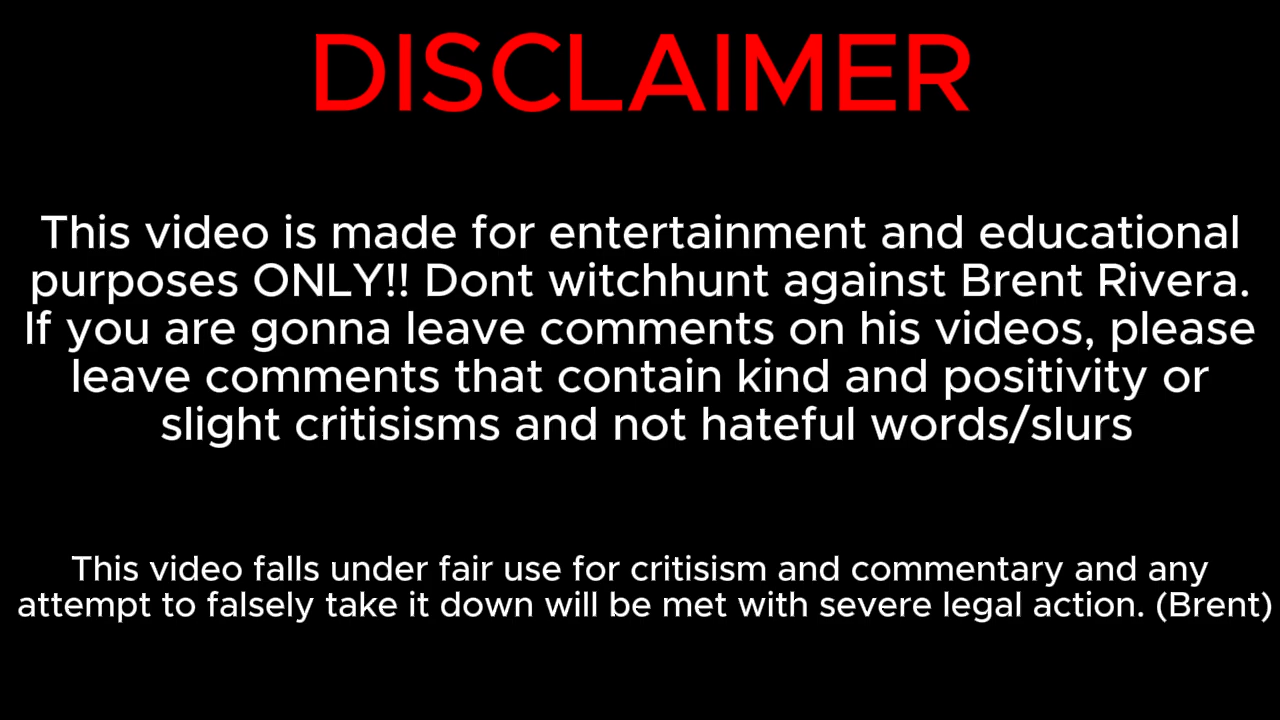 DISCLAIMER
This video is made for entertainment and educational
purposes ONLY!! Dont witchhunt against Brent Rivera.
If you are gonna leave comments on his videos, please
leave comments that contain kind and positivity or
slight critisisms and not hateful words/slurs
This video falls under fair use for critisism and commentary and any
attempt to falsely take it down will be met with severe legal action. (Brent)